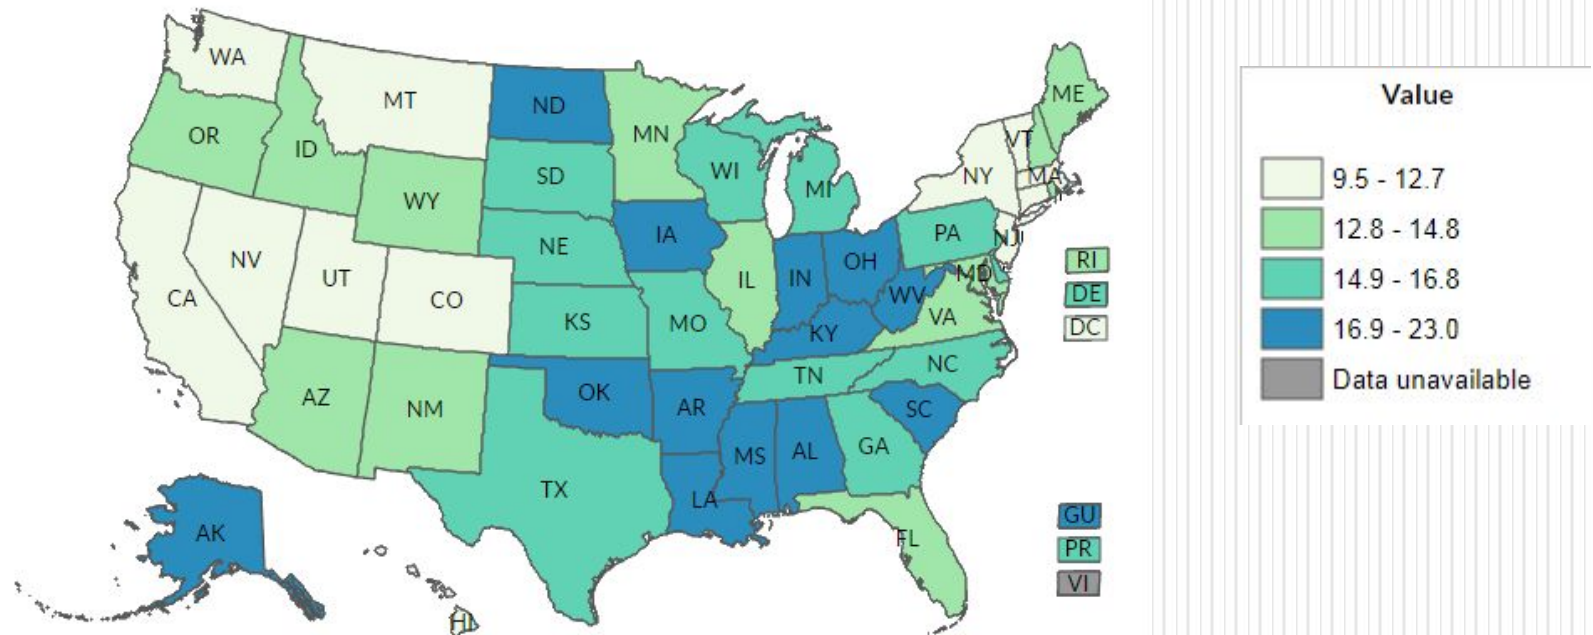 WA
MT
ND
MN
ME
OR
ID
SD
WI
VT
WY
MI
NY
MA
NE
IA
PA
NJ
NV
UT
CO
IL
IN
OH
MD
RI
CA
KS
MO
WV
VA
DE
KY
DC
AZ
NM
OK
AR
TN
NC
SC
TX
LA
MS
AL
GA
AK
HI
FL
GU
PR
VI
Value
9.5 - 12.7
12.8 - 14.8
14.9 - 16.8
16.9 - 23.0
Data unavailable